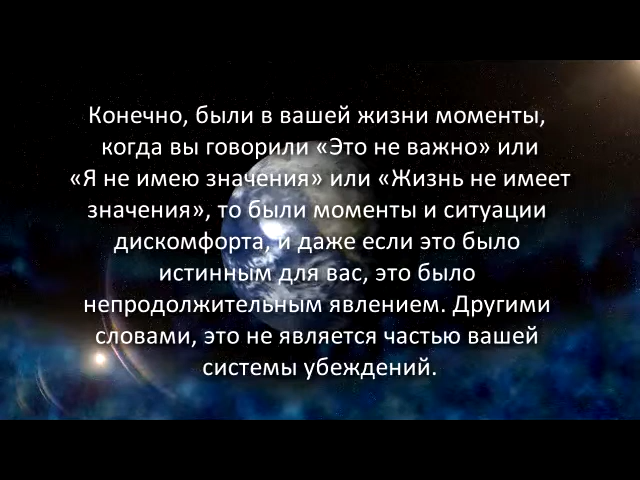 Конечно, были в вашей жизни моменты,
когда вы говорили «Это не важно» или
«Я не имею значения» или «Жизнь не имеет
значения», то были моменты и ситуации
дискомфорта, и даже если это было
истинным для вас, это было
непродолжительным явлением. Другими
словами, это не является частью вашей
системы убеждений.